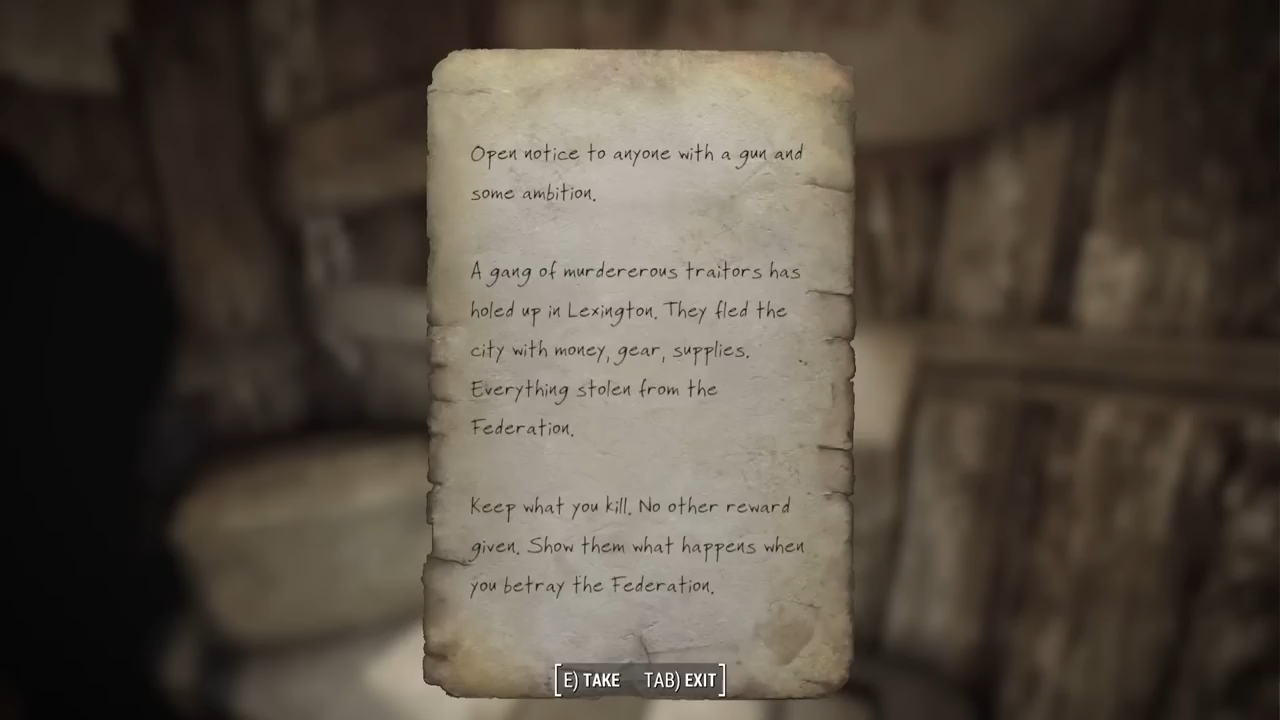 Open notice to anyone with a gun and
some ambition.
A gang of murdererous traitors has
holed up in Lexington. They fled the
city with money, gear, supplies.
Everything stolen from the
Federation.
Keep what you kill. No other reward
given. Show them what happens when
you betray the Federation.
E) TAKE TAB) EXIT